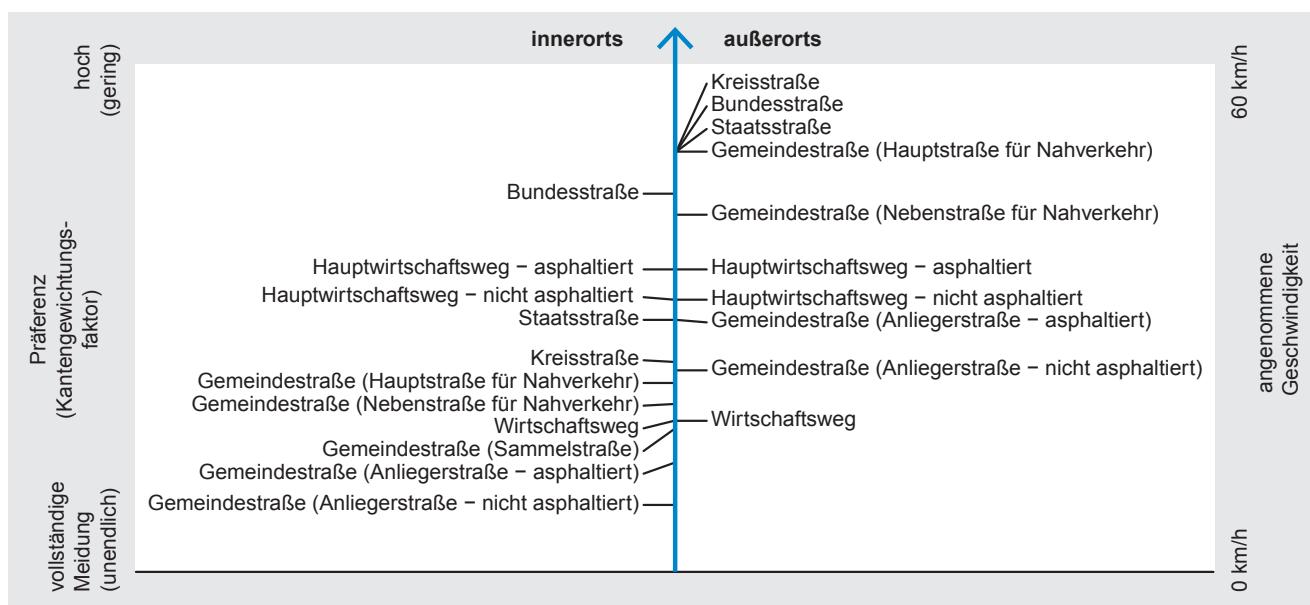 innerorts
außerorts
hoch
(gering)
Präferenz
(Kantengewichtungs-
faktor)
vollständige
Meidung
(unendlich)
Kreisstraße
Bundesstraße
Staatsstraße
Gemeindestraße (Hauptstraße für Nahverkehr)
Bundesstraße
Gemeindestraße (Nebenstraße für Nahverkehr)
Hauptwirtschaftsweg – asphaltiert
Hauptwirtschaftsweg – asphaltiert
Hauptwirtschaftsweg – nicht asphaltiert
Hauptwirtschaftsweg – nicht asphaltiert
Staatsstraße
Gemeindestraße (Anliegerstraße – asphaltiert)
Kreisstraße
Gemeindestraße (Anliegerstraße – nicht asphaltiert)
Gemeindestraße (Hauptstraße für Nahverkehr)
Gemeindestraße (Nebenstraße für Nahverkehr)
Wirtschaftsweg
Wirtschaftsweg
Gemeindestraße (Sammelstraße)
Gemeindestraße (Anliegerstraße – asphaltiert)
Gemeindestraße (Anliegerstraße – nicht asphaltiert)
60 km/h
angenommene
Geschwindigkeit
0 km/h